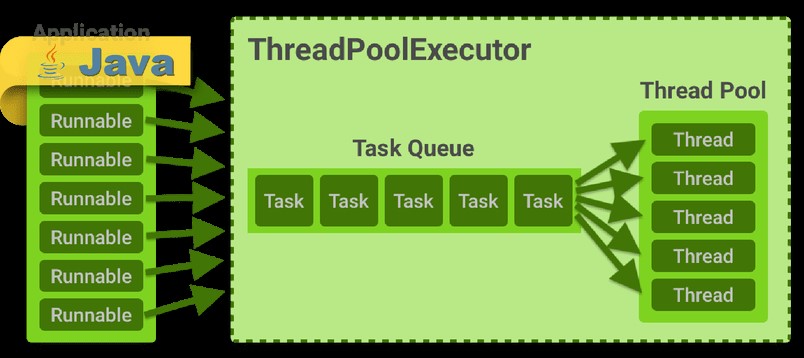 Application
Java
Runnable
Runnable
Runnable
Runnable
Runnable
Runnable
Runnable
ThreadPoolExecutor
Task Queue
Task Task Task Task Task
Thread Pool
Thread
Thread
Thread
Thread
Thread